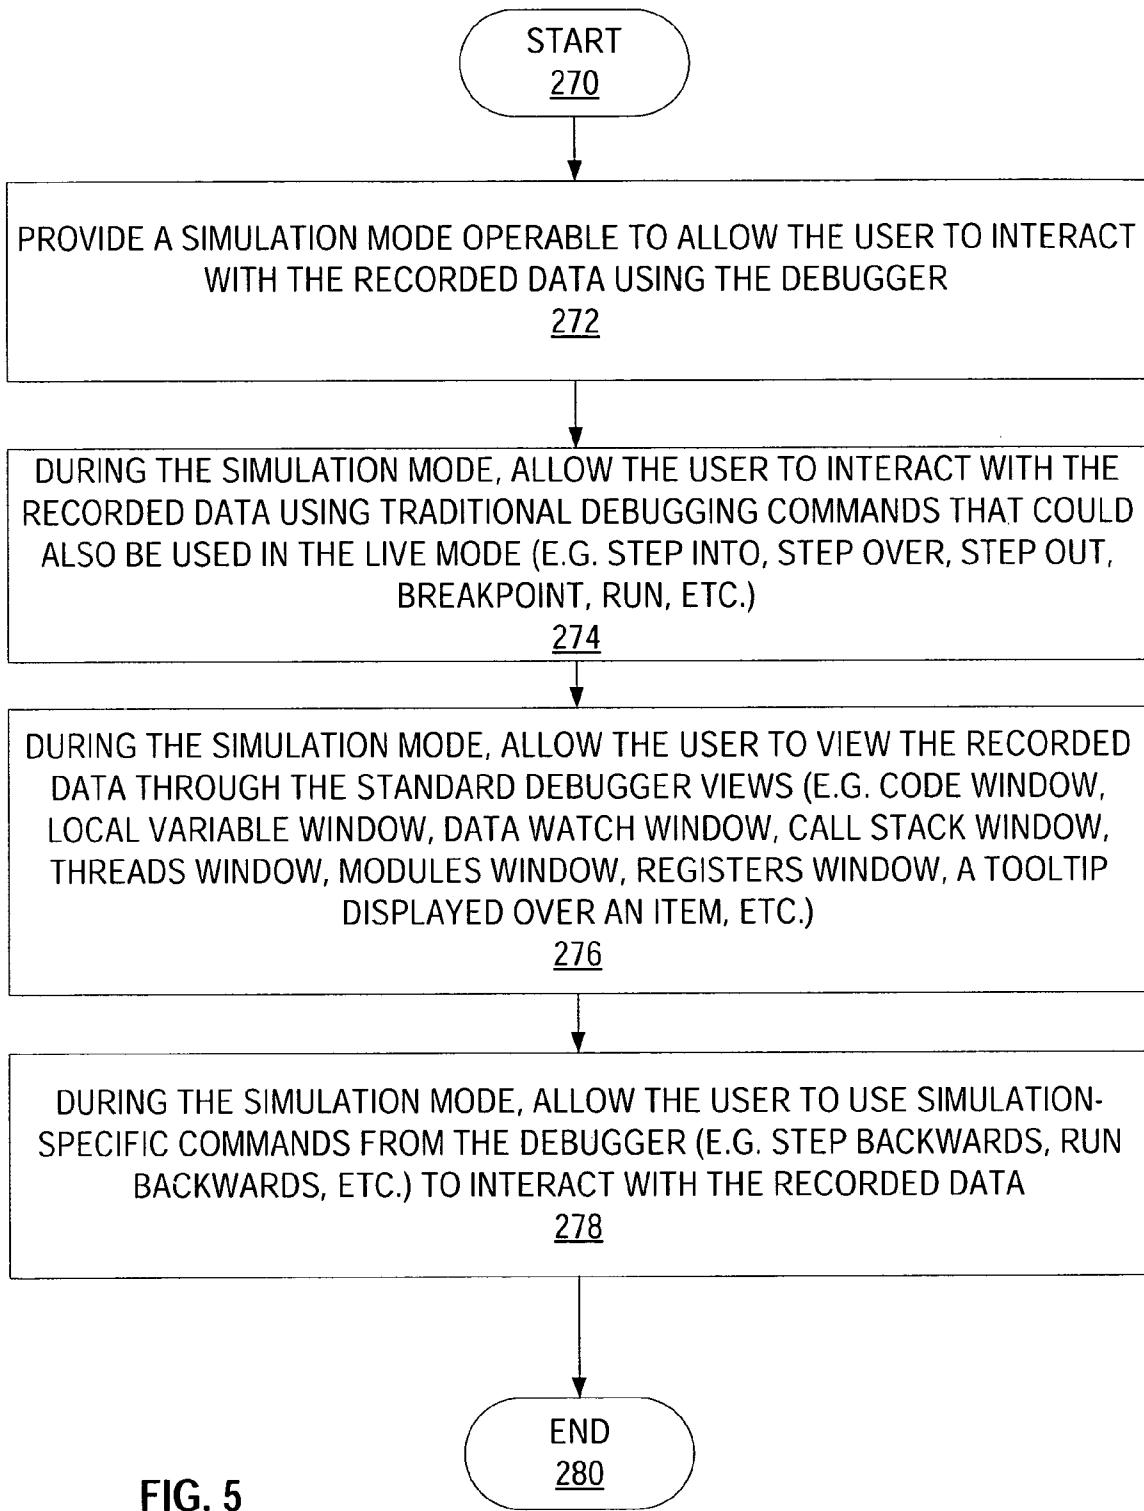 START
270
PROVIDE A SIMULATION MODE OPERABLE TO ALLOW THE USER TO INTERACT
WITH THE RECORDED DATA USING THE DEBUGGER
272
DURING THE SIMULATION MODE, ALLOW THE USER TO INTERACT WITH THE
RECORDED DATA USING TRADITIONAL DEBUGGING COMMANDS THAT COULD
ALSO BE USED IN THE LIVE MODE (E.G. STEP INTO, STEP OVER, STEP OUT,
BREAKPOINT, RUN, ETC.)
274
DURING THE SIMULATION MODE, ALLOW THE USER TO VIEW THE RECORDED
DATA THROUGH THE STANDARD DEBUGGER VIEWS (E.G. CODE WINDOW,
LOCAL VARIABLE WINDOW, DATA WATCH WINDOW, CALL STACK WINDOW,
THREADS WINDOW, MODULES WINDOW, REGISTERS WINDOW, A TOOLTIP
DISPLAYED OVER AN ITEM, ETC.)
276
DURING THE SIMULATION MODE, ALLOW THE USER TO USE SIMULATION-
SPECIFIC COMMANDS FROM THE DEBUGGER (E.G. STEP BACKWARDS, RUN
BACKWARDS, ETC.) TO INTERACT WITH THE RECORDED DATA
278
END
280
FIG. 5